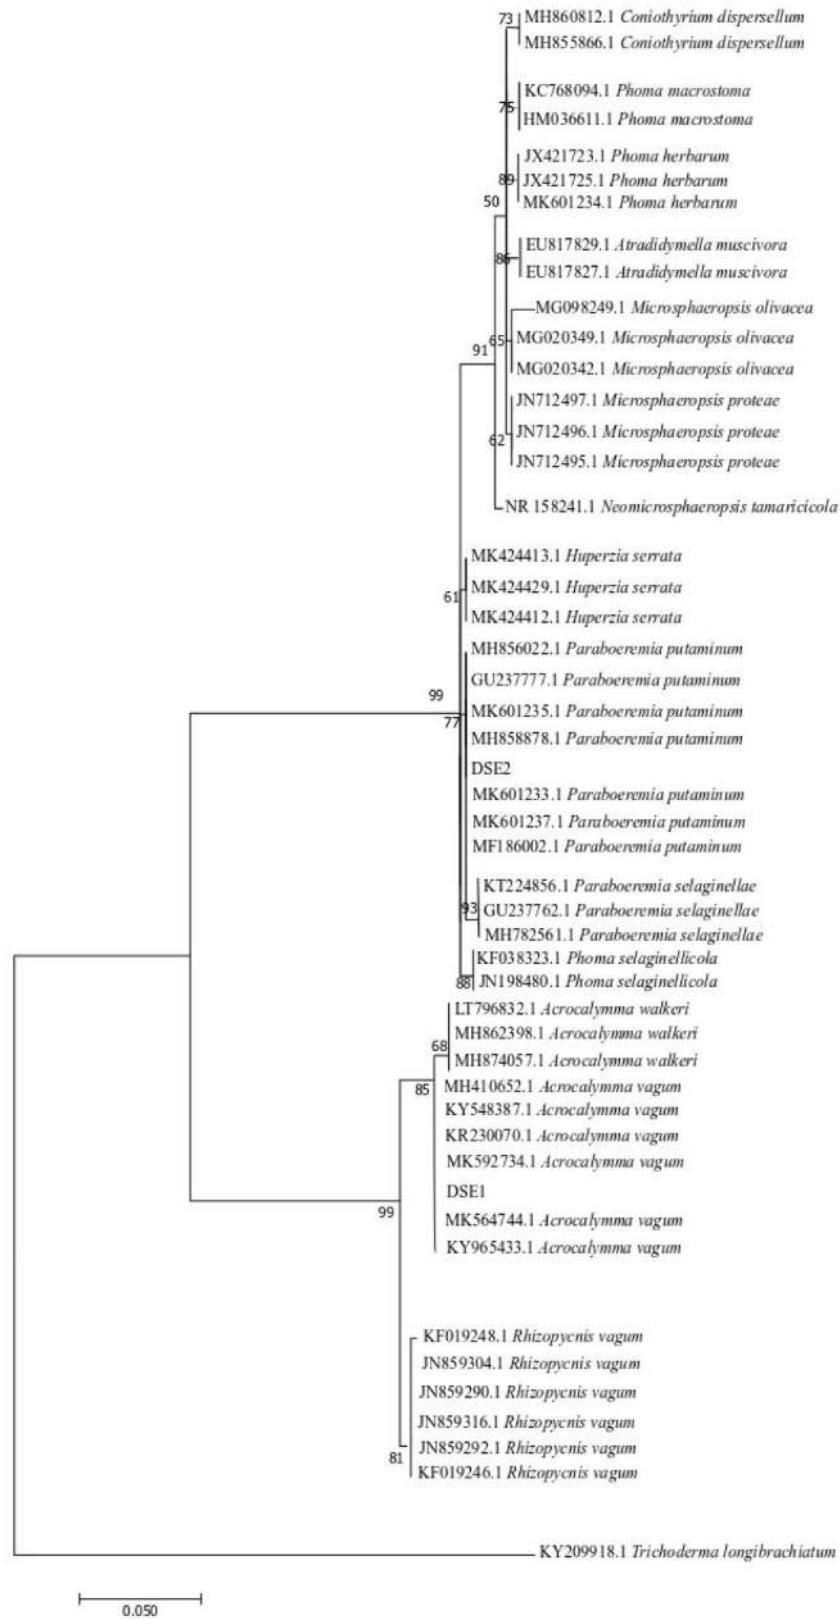 73
MH860812.1 Coniothyrium dispersellum
MH855866.1 Coniothyrium dispersellum
KC768094.1 Phoma macrostoma
75
HM036611.1 Phoma macrostoma
JX421723.1 Phoma herbarum
89
JX421725.1 Phoma herbarum
50
MK601234.1 Phoma herbarum
EU817829.1 Atradidymella muscivora
86
EU817827.1 Atradidymella muscivora
MG098249.1 Microsphaeropsis olivacea
65
MG020349.1 Microsphaeropsis olivacea
91
MG020342.1 Microsphaeropsis olivacea
JN712497.1 Microsphaeropsis proteae
62
JN712496.1 Microsphaeropsis proteae
JN712495.1 Microsphaeropsis proteae
NR 158241.1 Neomicrosphaeropsis tamaricicola
MK424413.1 Huperzia serrata
MK424429.1 Huperzia serrata
61
MK424412.1 Huperzia serrata
MH856022.1 Paraboeremia putaminum
GU237777.1 Paraboeremia putaminum
99
MK601235.1 Paraboeremia putaminum
77
MH858878.1 Paraboeremia putaminum
DSE2
MK601233.1 Paraboeremia putaminum
MK601237.1 Paraboeremia putaminum
MF186002.1 Paraboeremia putaminum
KT224856.1 Paraboeremia selaginellae
93
GU237762.1 Paraboeremia selaginellae
MH782561.1 Paraboeremia selaginellae
KF038323.1 Phoma selaginellicola
88
JN198480.1 Phoma selaginellicola
LT796832.1 Acrocalymma walkeri
MH862398.1 Acrocalymma walkeri
68
MH874057.1 Acrocalymma walkeri
85
MH410652.1 Acrocalymma vagum
KY548387.1 Acrocalymma vagum
KR230070.1 Acrocalymma vagum
MK592734.1 Acrocalymma vagum
DSE1
99
MK564744.1 Acrocalymma vagum
KY965433.1 Acrocalymma vagum
KF019248.1 Rhizopycnis vagum
JN859304.1 Rhizopycnis vagum
JN859290.1 Rhizopycnis vagum
JN859316.1 Rhizopycnis vagum
JN859292.1 Rhizopycnis vagum
81
KF019246.1 Rhizopycnis vagum
KY209918.1 Trichoderma longibrachiatum
0.050